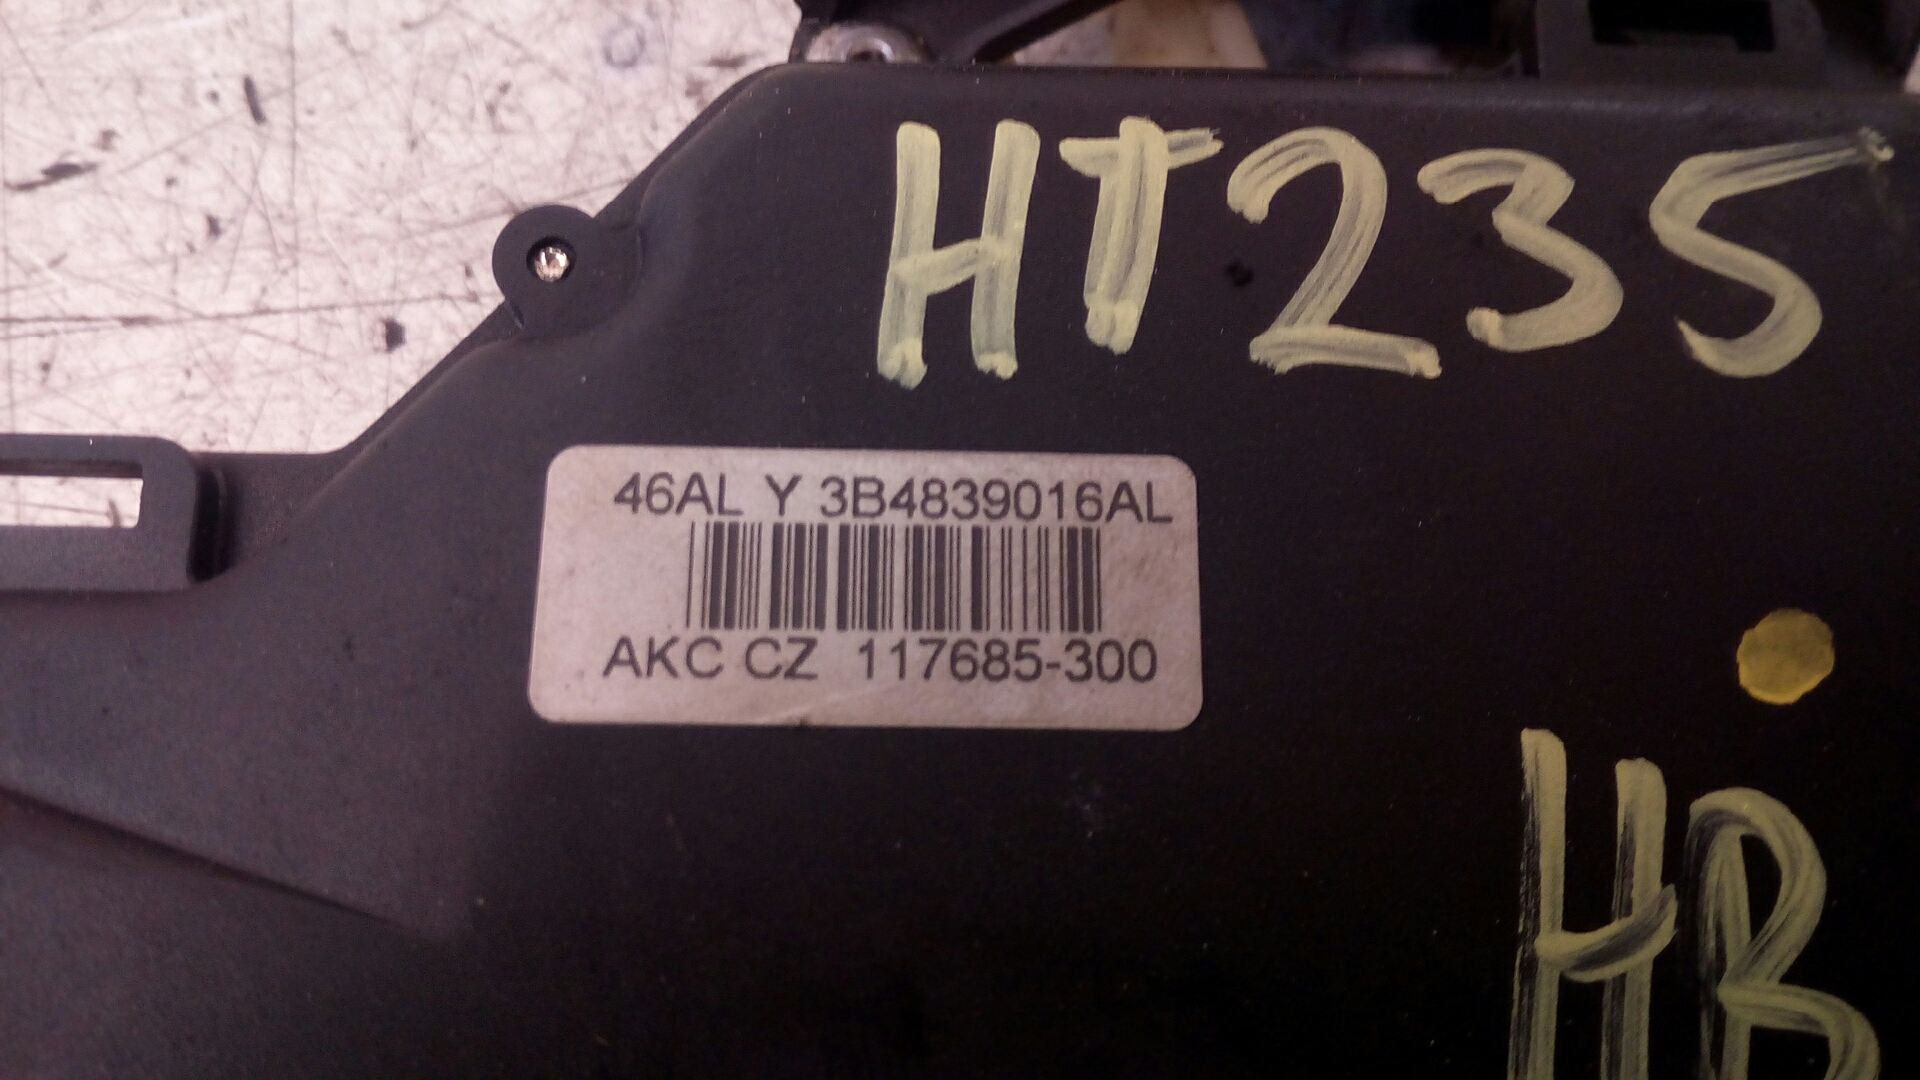 HT235
46AL Y 3B4839016AL
AKC CZ 117685-300
HB